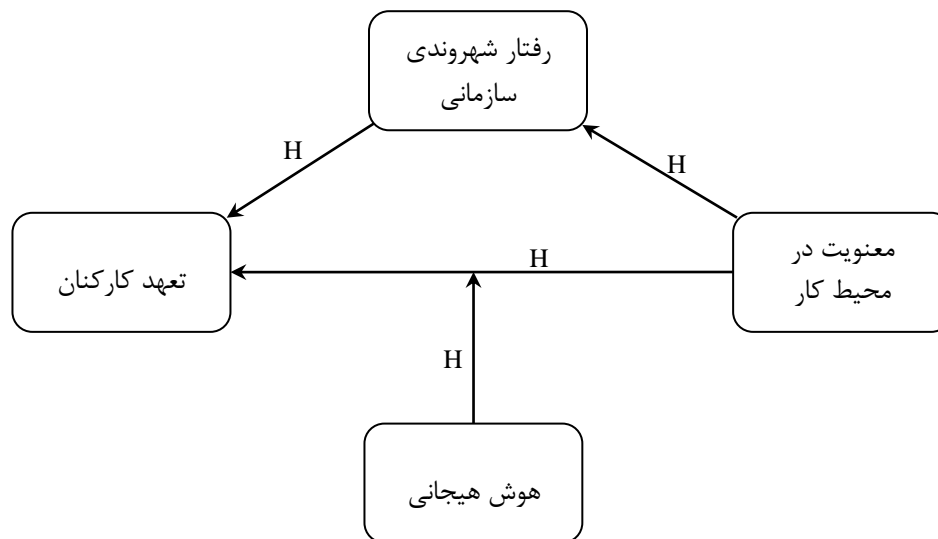 رفتار شهروندی
سازمانی
H
H
معنویت در
محیط کار
H
تعهد کارکنان
H
هوش هیجانی